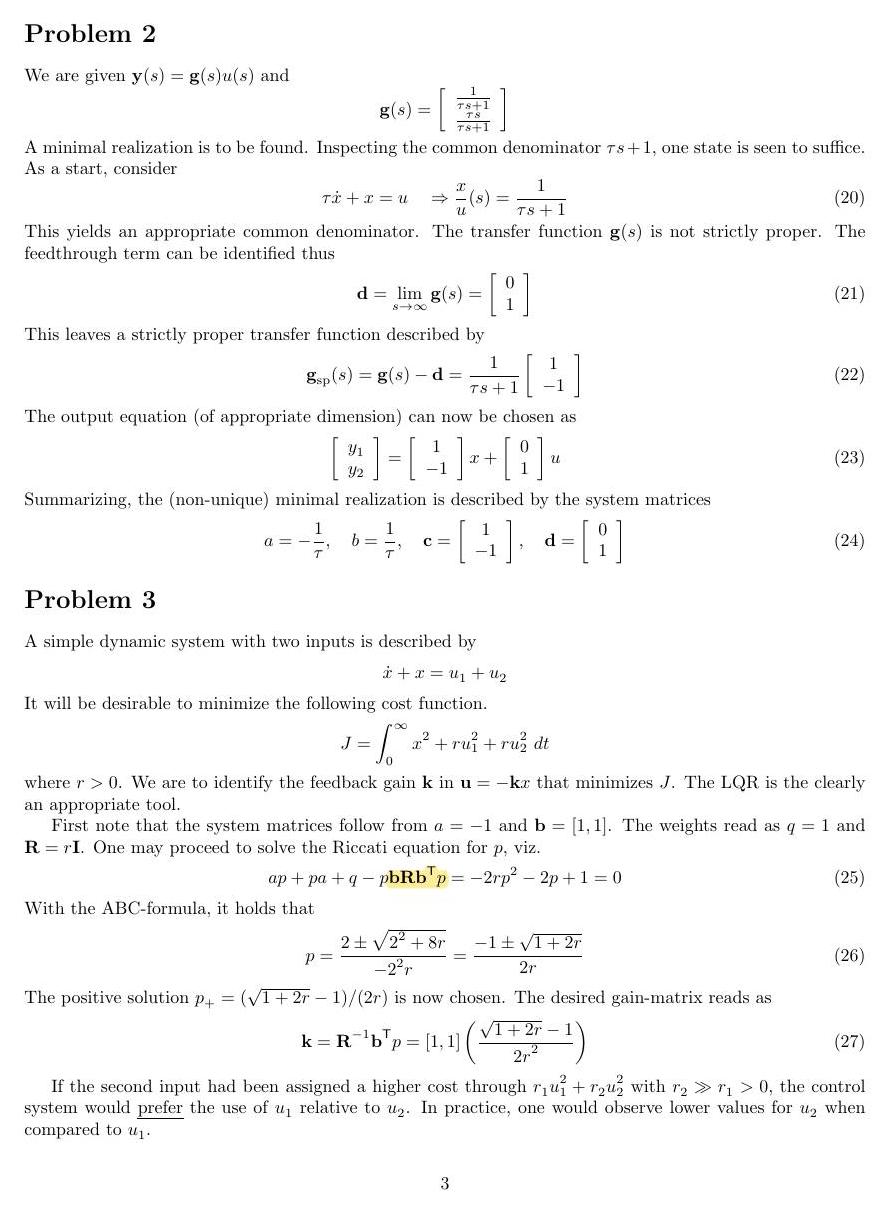 Problem 2
We are given y(s) = g(s)u(s) and
g(s) = [ 1/(τs+1) ; τs/(τs+1) ]
A minimal realization is to be found. Inspecting the common denominator τs+1, one state is seen to suffice.
As a start, consider
τẋ + x = u ⇒ x/u (s) = 1/(τs + 1) (20)
This yields an appropriate common denominator. The transfer function g(s) is not strictly proper. The
feedthrough term can be identified thus
d = lim s→∞ g(s) = [ 0 ; 1 ] (21)
This leaves a strictly proper transfer function described by
g_sp(s) = g(s) − d = 1/(τs + 1) [ 1 ; −1 ] (22)
The output equation (of appropriate dimension) can now be chosen as
[ y₁ ; y₂ ] = [ 1 ; −1 ] x + [ 0 ; 1 ] u (23)
Summarizing, the (non-unique) minimal realization is described by the system matrices
a = −1/τ, b = 1/τ, c = [ 1 ; −1 ], d = [ 0 ; 1 ] (24)
Problem 3
A simple dynamic system with two inputs is described by
ẋ + x = u₁ + u₂
It will be desirable to minimize the following cost function.
J = ∫₀^∞ x² + ru₁² + ru₂² dt
where r > 0. We are to identify the feedback gain k in u = −kx that minimizes J. The LQR is the clearly
an appropriate tool.
First note that the system matrices follow from a = −1 and b = [1, 1]. The weights read as q = 1 and
R = rI. One may proceed to solve the Riccati equation for p, viz.
ap + pa + q − pbRbᵀp = −2rp² − 2p + 1 = 0 (25)
With the ABC-formula, it holds that
p = (2 ± √(2² + 8r))/(−2²r) = (−1 ± √(1 + 2r))/(2r) (26)
The positive solution p₊ = (√(1 + 2r) − 1)/(2r) is now chosen. The desired gain-matrix reads as
k = R⁻¹bᵀp = [1, 1] ( (√(1 + 2r) − 1)/(2r²) ) (27)
If the second input had been assigned a higher cost through r₁u₁² + r₂u₂² with r₂ ≫ r₁ > 0, the control
system would prefer the use of u₁ relative to u₂. In practice, one would observe lower values for u₂ when
compared to u₁.
3